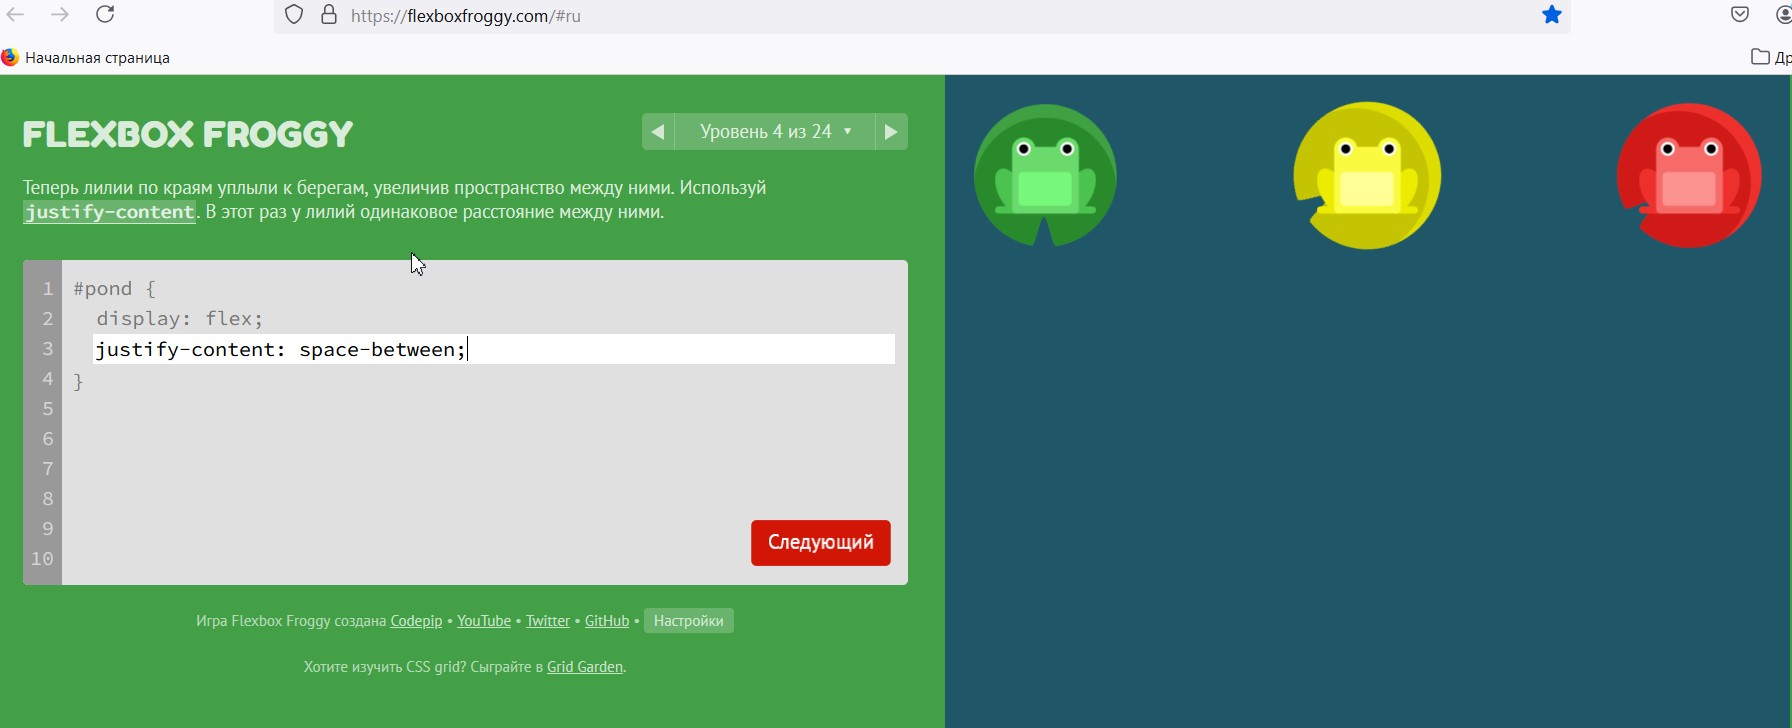 https://flexboxfroggy.com/#ru
Начальная страница
Др
FLEXBOX FROGGY
Уровень 4 из 24 ▼
Теперь лилии по краям уплыли к берегам, увеличив пространство между ними. Используй
justify-content. В этот раз у лилий одинаковое расстояние между ними.
1 #pond {
2 display: flex;
3 justify-content: space-between;
4 }
5
6
7
8
9
10
Следующий
Игра Flexbox Froggy создана Codepip • YouTube • Twitter • GitHub • Настройки
Хотите изучить CSS grid? Сыграйте в Grid Garden.